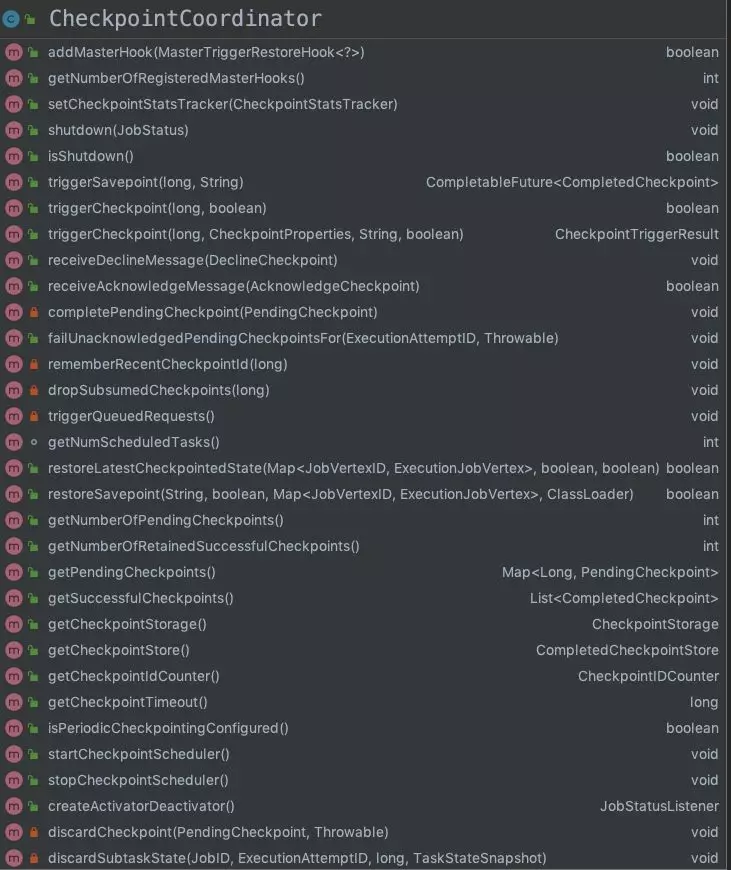 C CheckpointCoordinator
m addMasterHook(MasterTriggerRestoreHook<?>) boolean
m getNumberOfRegisteredMasterHooks() int
m setCheckpointStatsTracker(CheckpointStatsTracker) void
m shutdown(JobStatus) void
m isShutdown() boolean
m triggerSavepoint(long, String) CompletableFuture<CompletedCheckpoint>
m triggerCheckpoint(long, boolean) boolean
m triggerCheckpoint(long, CheckpointProperties, String, boolean) CheckpointTriggerResult
m receiveDeclineMessage(DeclineCheckpoint) void
m receiveAcknowledgeMessage(AcknowledgeCheckpoint) boolean
m completePendingCheckpoint(PendingCheckpoint) void
m failUnacknowledgedPendingCheckpointsFor(ExecutionAttemptID, Throwable) void
m rememberRecentCheckpointId(long) void
m dropSubsumedCheckpoints(long) void
m triggerQueuedRequests() void
m getNumScheduledTasks() int
m restoreLatestCheckpointedState(Map<JobVertexID, ExecutionJobVertex>, boolean, boolean) boolean
m restoreSavepoint(String, boolean, Map<JobVertexID, ExecutionJobVertex>, ClassLoader) boolean
m getNumberOfPendingCheckpoints() int
m getNumberOfRetainedSuccessfulCheckpoints() int
m getPendingCheckpoints() Map<Long, PendingCheckpoint>
m getSuccessfulCheckpoints() List<CompletedCheckpoint>
m getCheckpointStorage() CheckpointStorage
m getCheckpointStore() CompletedCheckpointStore
m getCheckpointIdCounter() CheckpointIDCounter
m getCheckpointTimeout() long
m isPeriodicCheckpointingConfigured() boolean
m startCheckpointScheduler() void
m stopCheckpointScheduler() void
m createActivatorDeactivator() JobStatusListener
m discardCheckpoint(PendingCheckpoint, Throwable) void
m discardSubtaskState(JobID, ExecutionAttemptID, long, TaskStateSnapshot) void